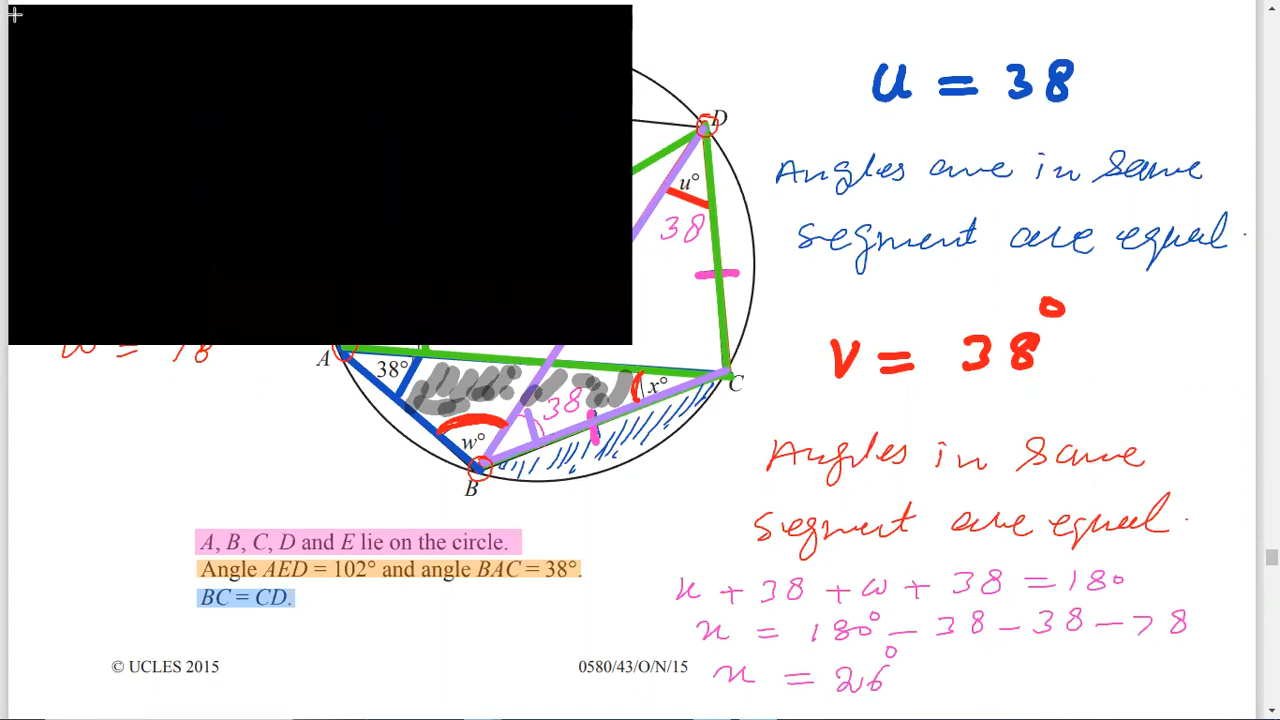 u = 38
D
Angles are in same
u°
38
segment are equal.
v = 38°
w = 78
A
38°
x°
C
38
w°
B
Angles in same
segment are equal.
A, B, C, D and E lie on the circle.
Angle AED = 102° and angle BAC = 38°.
x + 38 + w + 38 = 180
BC = CD.
x = 180° - 38 - 38 - 78
© UCLES 2015
0580/43/O/N/15
x = 26°